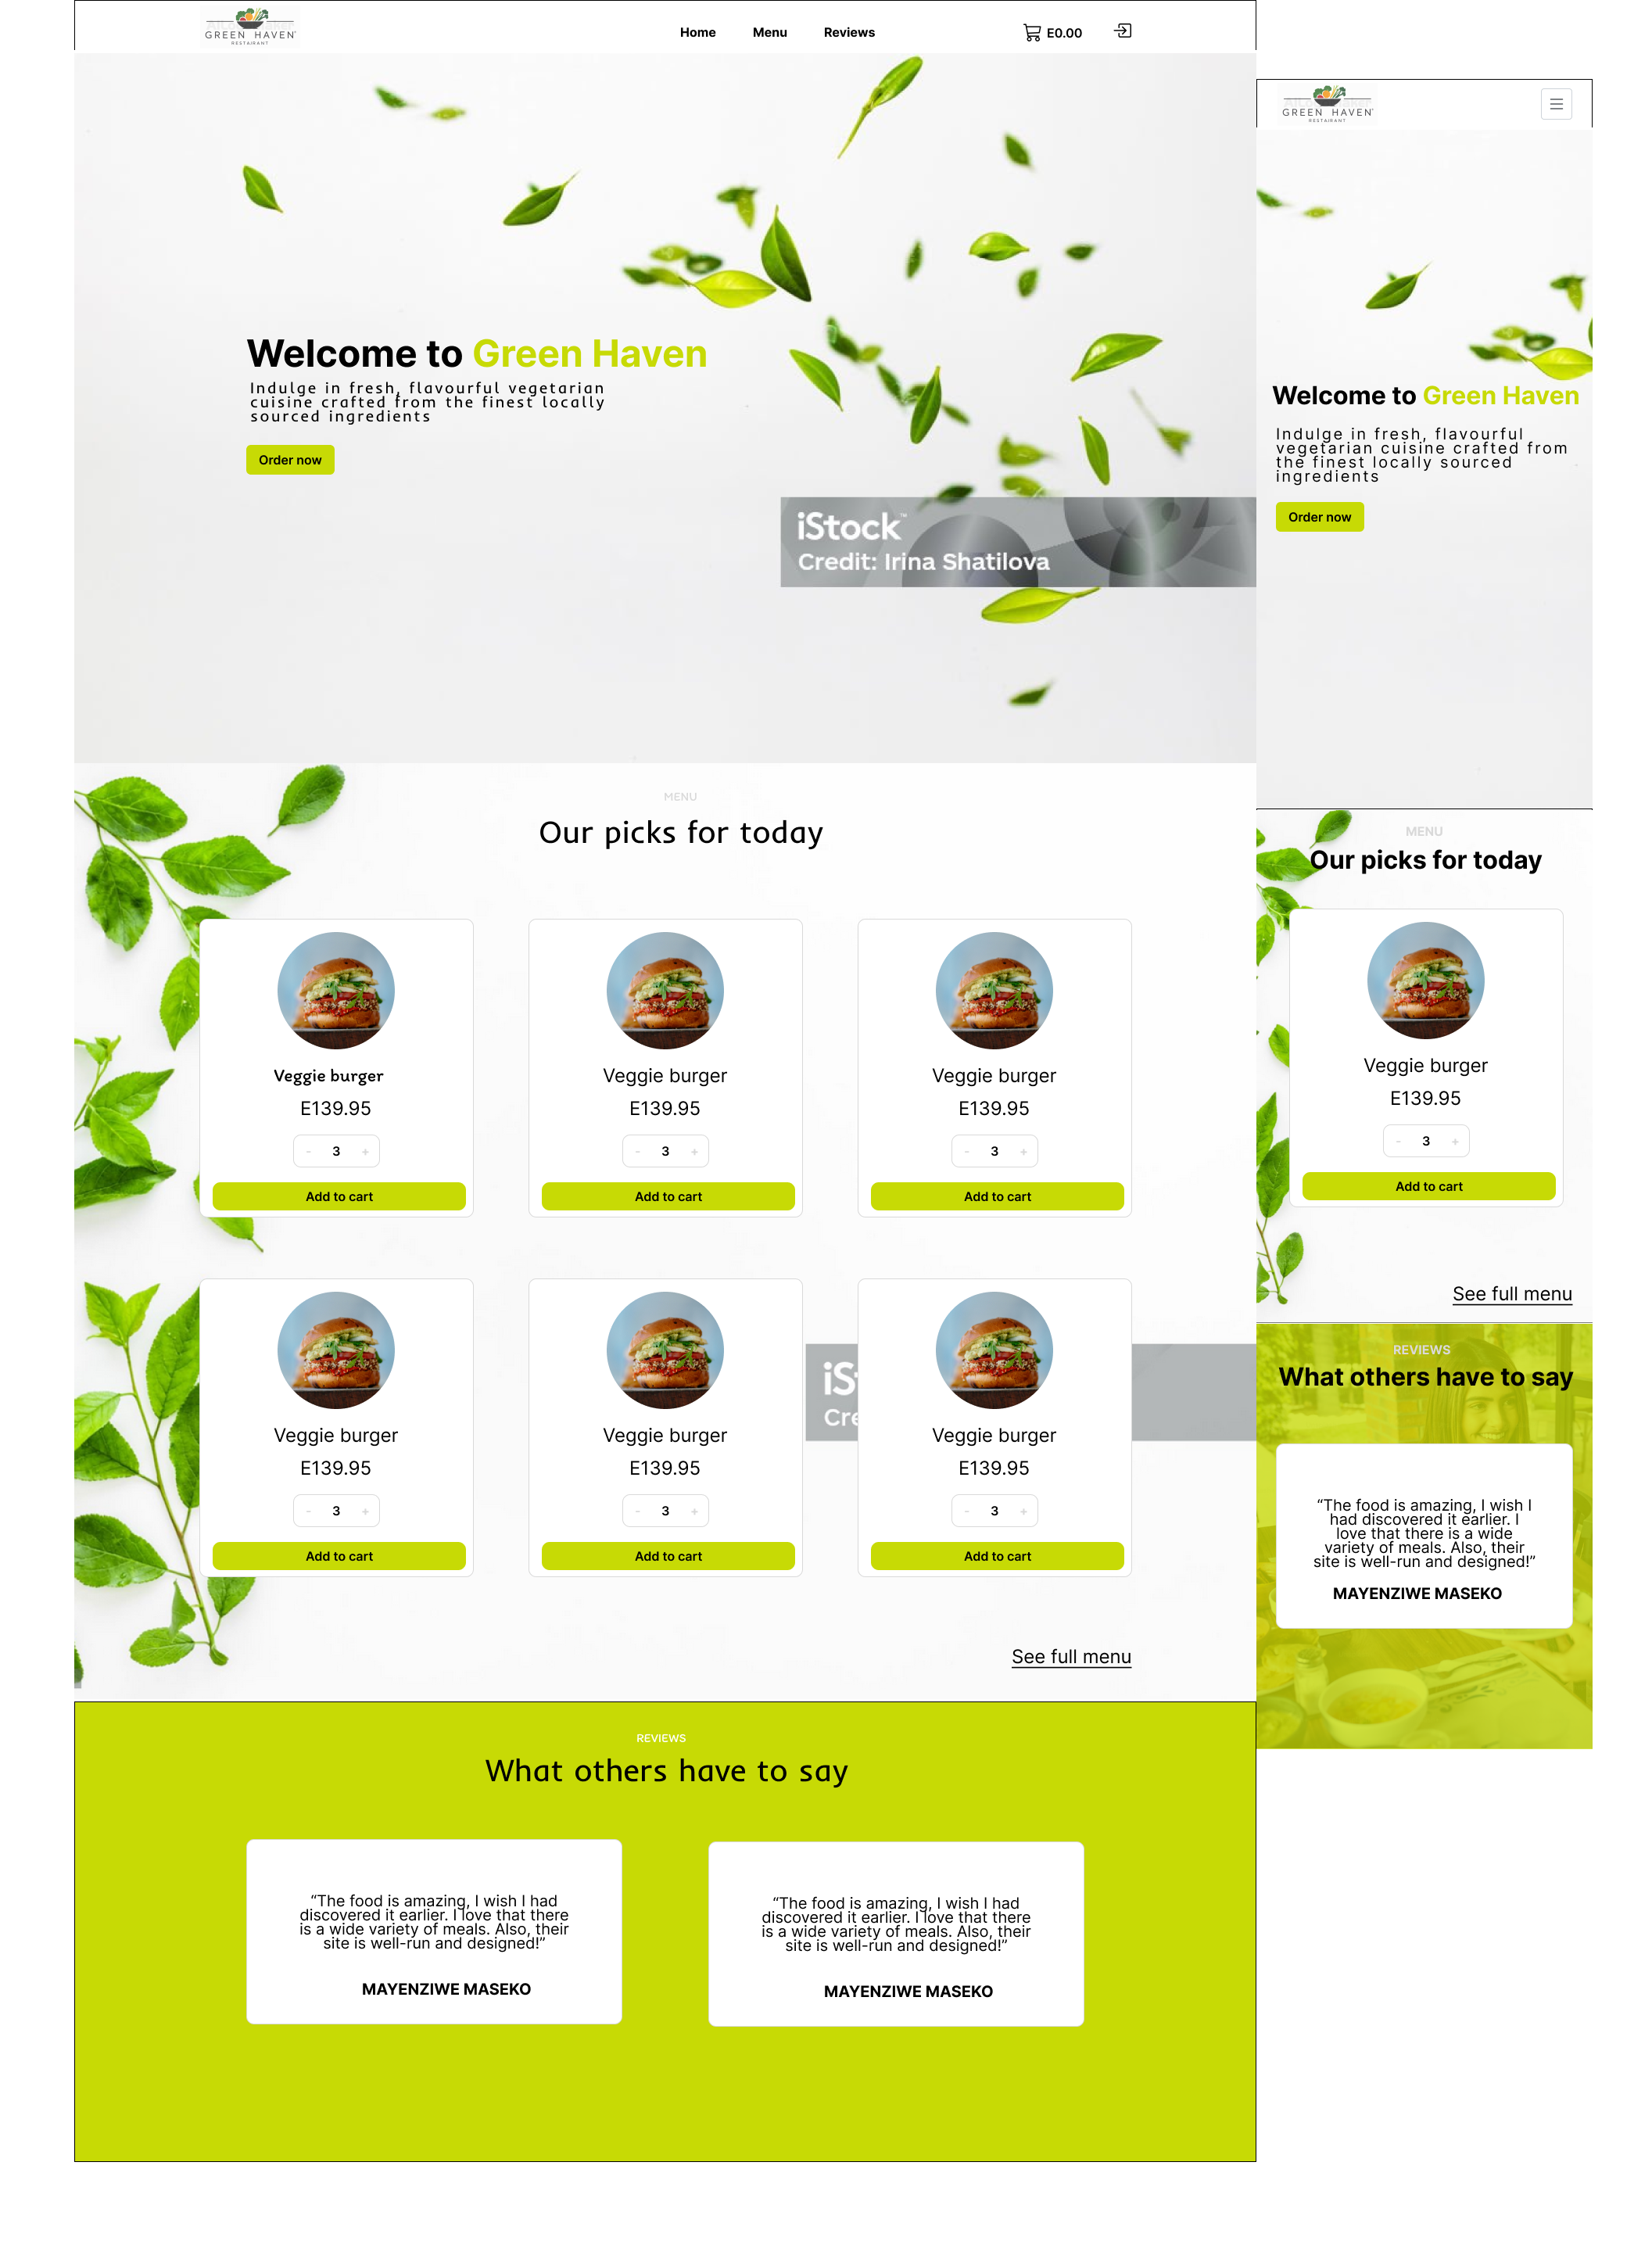 GREEN HAVEN
RESTAIRANT
Home
Menu
Reviews
E0.00
Welcome to Green Haven
Indulge in fresh, flavourful vegetarian
cuisine crafted from the finest locally
sourced ingredients
Order now
iStock™
Credit: Irina Shatilova
MENU
Our picks for today
Veggie burger
E139.95
- 3 +
Add to cart
Veggie burger
E139.95
- 3 +
Add to cart
Veggie burger
E139.95
- 3 +
Add to cart
Veggie burger
E139.95
- 3 +
Add to cart
Veggie burger
E139.95
- 3 +
Add to cart
iSt
Cre
Veggie burger
E139.95
- 3 +
Add to cart
See full menu
REVIEWS
What others have to say
“The food is amazing, I wish I had
discovered it earlier. I love that there
is a wide variety of meals. Also, their
site is well-run and designed!”
MAYENZIWE MASEKO
“The food is amazing, I wish I had
discovered it earlier. I love that there
is a wide variety of meals. Also, their
site is well-run and designed!”
MAYENZIWE MASEKO
GREEN HAVEN
RESTAIRANT
Welcome to Green Haven
Indulge in fresh, flavourful
vegetarian cuisine crafted from
the finest locally sourced
ingredients
Order now
MENU
Our picks for today
Veggie burger
E139.95
- 3 +
Add to cart
See full menu
REVIEWS
What others have to say
“The food is amazing, I wish I
had discovered it earlier. I
love that there is a wide
variety of meals. Also, their
site is well-run and designed!”
MAYENZIWE MASEKO